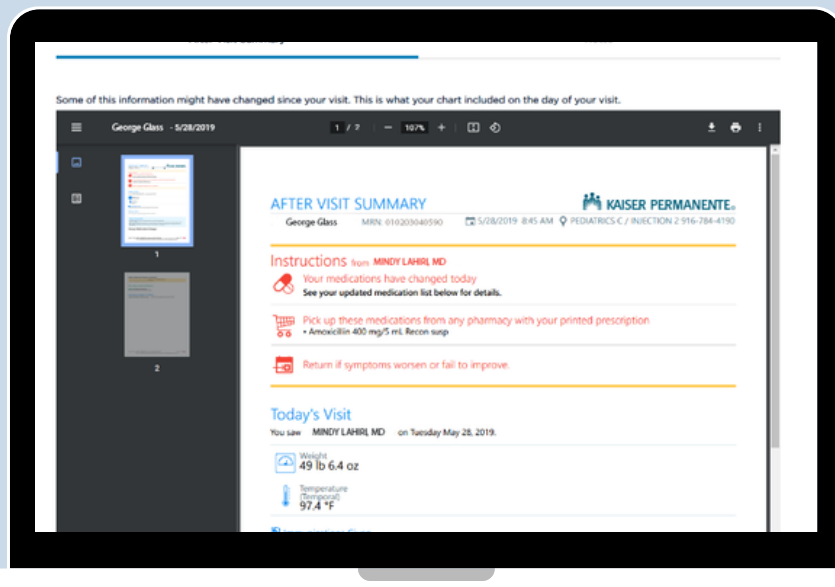 Some of this information might have changed since your visit. This is what your chart included on the day of your visit.
George Glass - 5/28/2019
1 / 2 — 107% +
1
2
AFTER VISIT SUMMARY
KAISER PERMANENTE®
George Glass MRN: 010203040590 5/28/2019 8:45 AM PEDIATRICS C / INJECTION 2 916-784-4190
Instructions from MINDY LAHIRI, MD
Your medications have changed today
See your updated medication list below for details.
Pick up these medications from any pharmacy with your printed prescription
• Amoxicillin 400 mg/5 mL Recon susp
Return if symptoms worsen or fail to improve.
Today's Visit
You saw MINDY LAHIRI, MD on Tuesday May 28, 2019.
Weight
49 lb 6.4 oz
Temperature
(Temporal)
97.4 °F